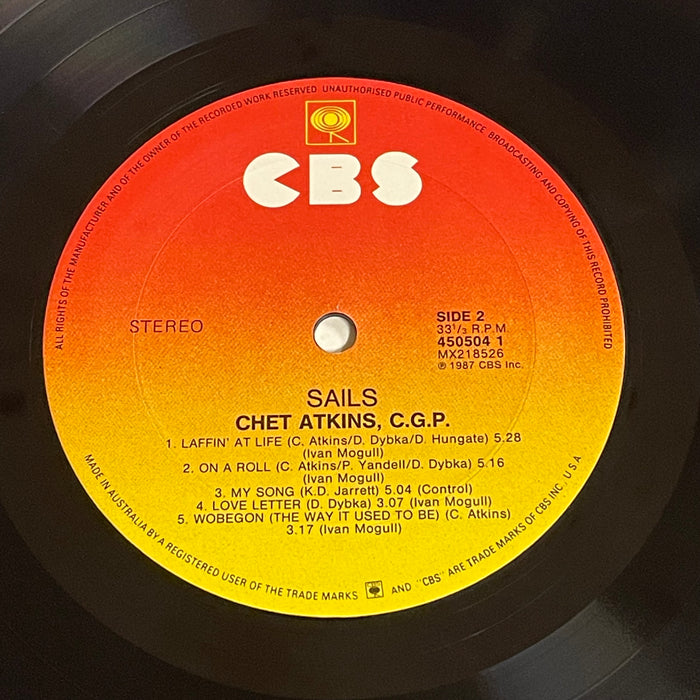 ALL RIGHTS OF THE MANUFACTURER AND OF THE OWNER OF THE RECORDED WORK RESERVED UNAUTHORISED PUBLIC PERFORMANCE BROADCASTING AND COPYING OF THIS RECORD PROHIBITED
CBS
STEREO
SIDE 2
33 1/3 R.P.M.
450504 1
MX218526
℗ 1987 CBS Inc.
SAILS
CHET ATKINS, C.G.P.
1. LAFFIN' AT LIFE (C. Atkins/D. Dybka/D. Hungate) 5.28
(Ivan Mogull)
2. ON A ROLL (C. Atkins/P. Yandell/D. Dybka) 5.16
(Ivan Mogull)
3. MY SONG (K.D. Jarrett) 5.04 (Control)
4. LOVE LETTER (D. Dybka) 3.07 (Ivan Mogull)
5. WOBEGON (THE WAY IT USED TO BE) (C. Atkins)
3.17 (Ivan Mogull)
MADE IN AUSTRALIA BY A REGISTERED USER OF THE TRADE MARKS AND "CBS" ARE TRADE MARKS OF CBS INC. U.S.A.